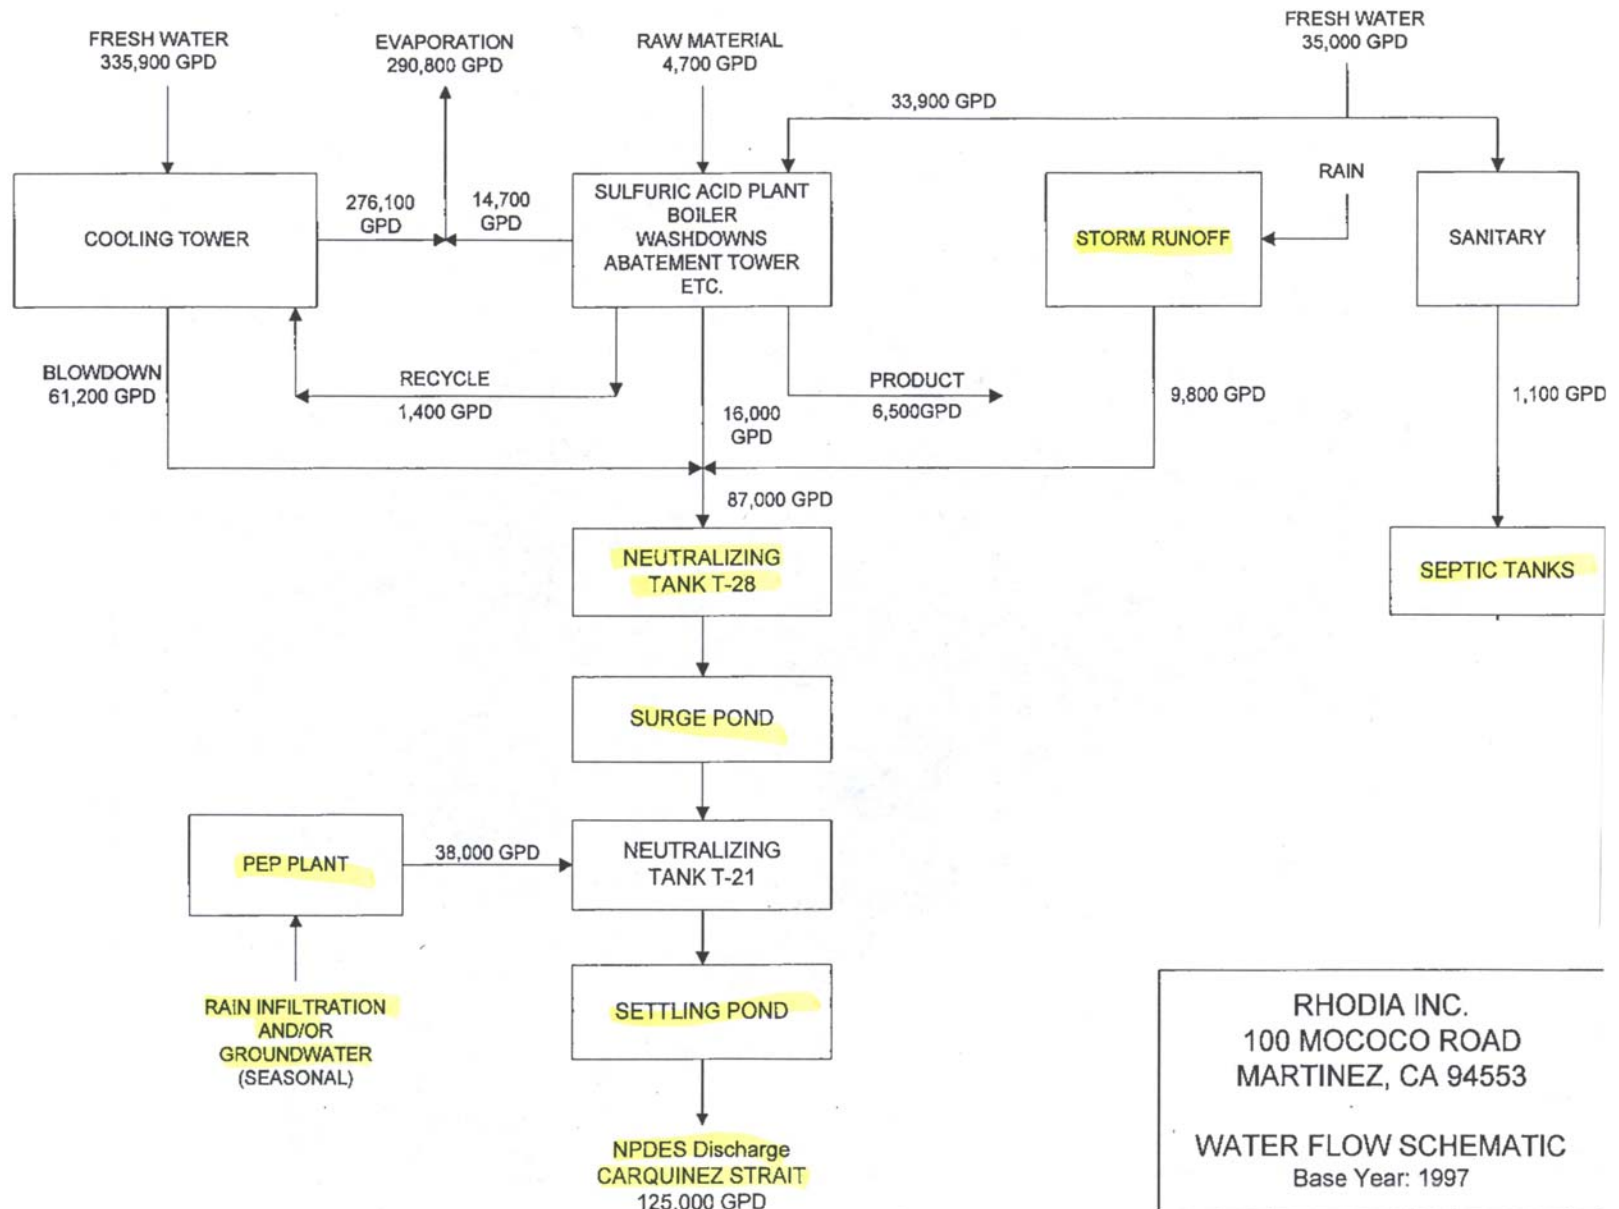 FRESH WATER
335,900 GPD
EVAPORATION
290,800 GPD
RAW MATERIAL
4,700 GPD
FRESH WATER
35,000 GPD
33,900 GPD
COOLING TOWER
276,100
GPD
14,700
GPD
SULFURIC ACID PLANT
BOILER
WASHDOWNS
ABATEMENT TOWER
ETC.
STORM RUNOFF
RAIN
SANITARY
BLOWDOWN
61,200 GPD
RECYCLE
1,400 GPD
16,000
GPD
PRODUCT
6,500GPD
9,800 GPD
1,100 GPD
87,000 GPD
NEUTRALIZING
TANK T-28
SEPTIC TANKS
SURGE POND
PEP PLANT
38,000 GPD
NEUTRALIZING
TANK T-21
RAIN INFILTRATION
AND/OR
GROUNDWATER
(SEASONAL)
SETTLING POND
NPDES Discharge
CARQUINEZ STRAIT
125,000 GPD
RHODIA INC.
100 MOCOCO ROAD
MARTINEZ, CA 94553
WATER FLOW SCHEMATIC
Base Year: 1997